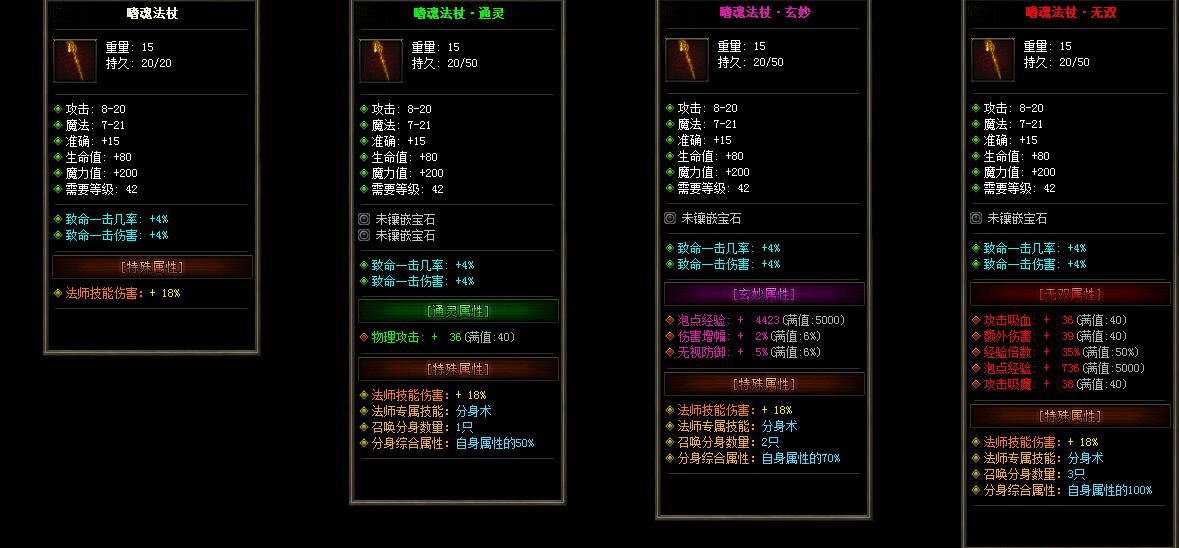 嗜魂法杖
重量: 15
持久: 20/20
攻击: 8-20
魔法: 7-21
准确: +15
生命值: +80
魔力值: +200
需要等级: 42
致命一击几率: +4%
致命一击伤害: +4%
[特殊属性]
法师技能伤害: + 18%
嗜魂法杖·通灵
重量: 15
持久: 20/50
攻击: 8-20
魔法: 7-21
准确: +15
生命值: +80
魔力值: +200
需要等级: 42
未镶嵌宝石
未镶嵌宝石
致命一击几率: +4%
致命一击伤害: +4%
[通灵属性]
物理攻击: + 36(满值:40)
[特殊属性]
法师技能伤害: + 18%
法师专属技能: 分身术
召唤分身数量: 1只
分身综合属性: 自身属性的50%
嗜魂法杖·玄妙
重量: 15
持久: 20/50
攻击: 8-20
魔法: 7-21
准确: +15
生命值: +80
魔力值: +200
需要等级: 42
未镶嵌宝石
致命一击几率: +4%
致命一击伤害: +4%
[玄妙属性]
泡点经验: + 4423(满值:5000)
伤害增幅: + 2%(满值:6%)
无视防御: + 5%(满值:6%)
[特殊属性]
法师技能伤害: + 18%
法师专属技能: 分身术
召唤分身数量: 2只
分身综合属性: 自身属性的70%
嗜魂法杖·无双
重量: 15
持久: 20/50
攻击: 8-20
魔法: 7-21
准确: +15
生命值: +80
魔力值: +200
需要等级: 42
未镶嵌宝石
致命一击几率: +4%
致命一击伤害: +4%
[无双属性]
攻击吸血: + 36(满值:40)
额外伤害: + 39(满值:40)
经验倍数: + 35%(满值:50%)
泡点经验: + 736(满值:5000)
攻击吸魔: + 38(满值:40)
[特殊属性]
法师技能伤害: + 18%
法师专属技能: 分身术
召唤分身数量: 3只
分身综合属性: 自身属性的100%